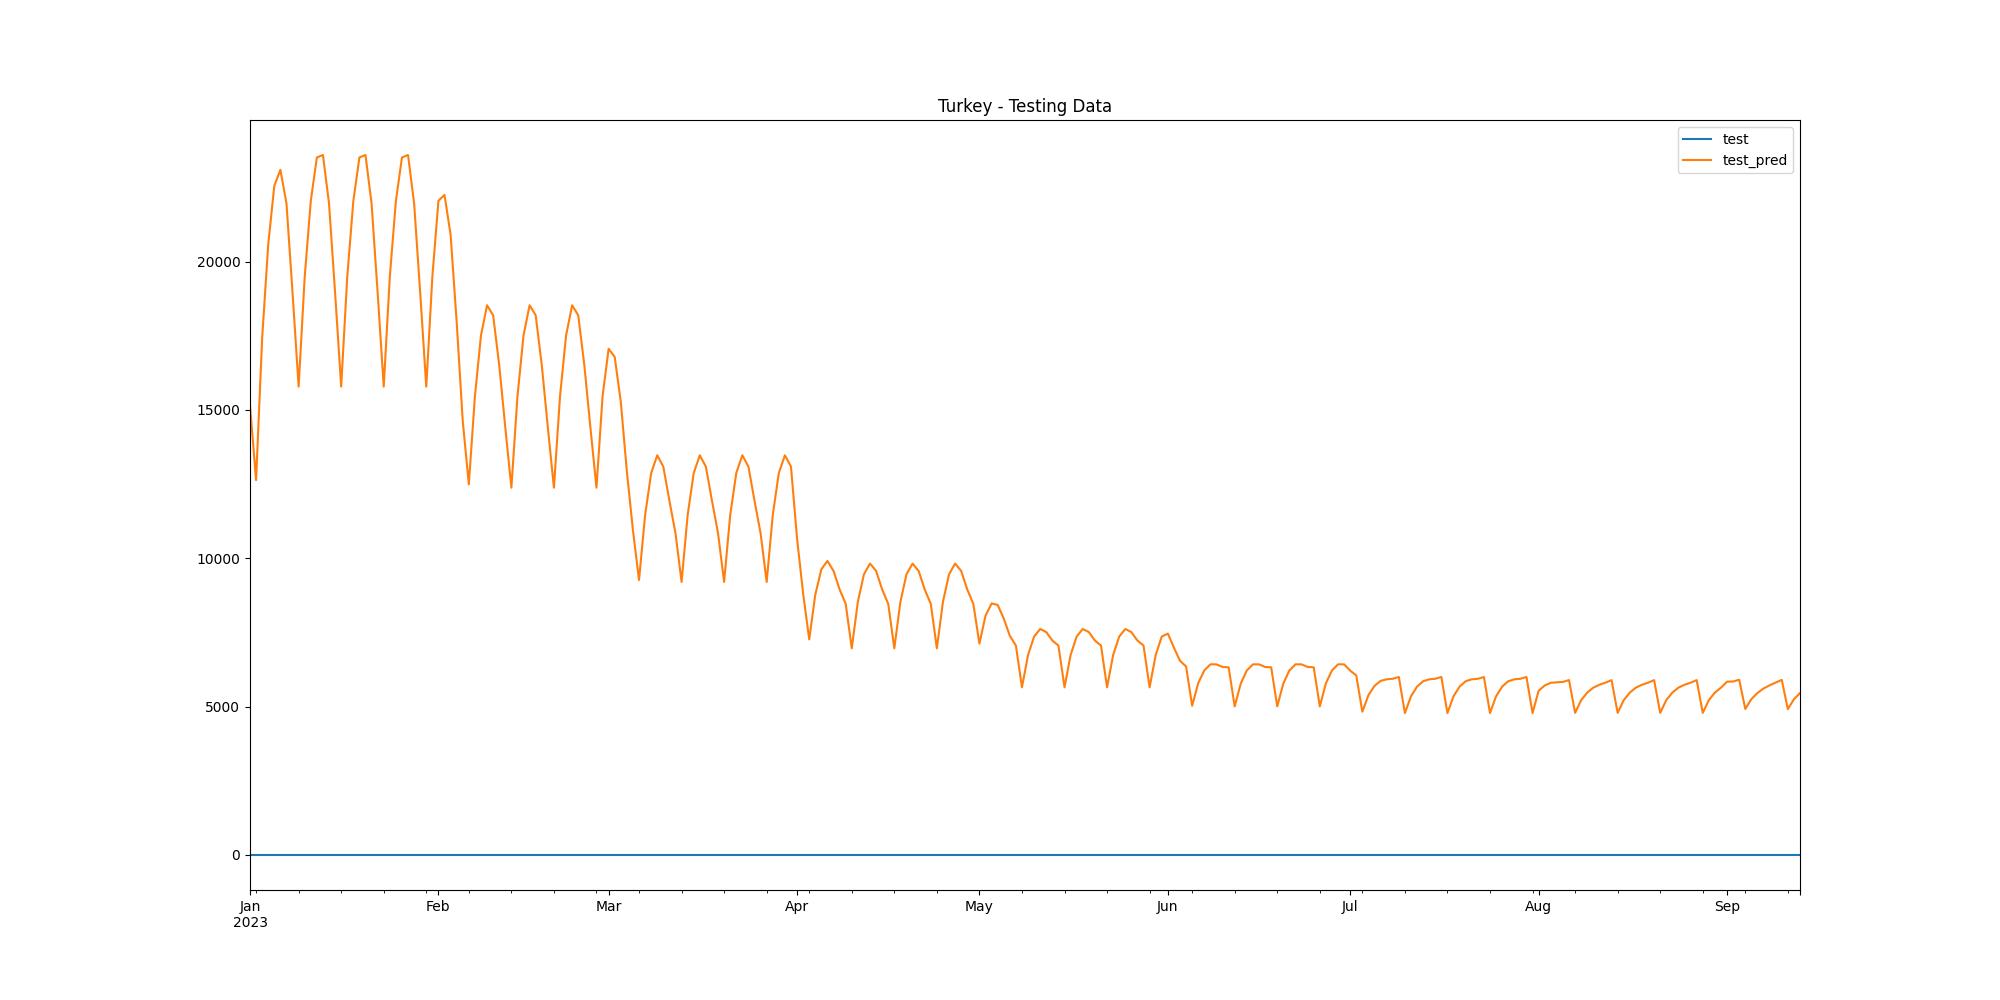 Turkey - Testing Data
test
test_pred
20000
15000
10000
5000
0
Jan Feb Mar Apr May Jun Jul Aug Sep
2023